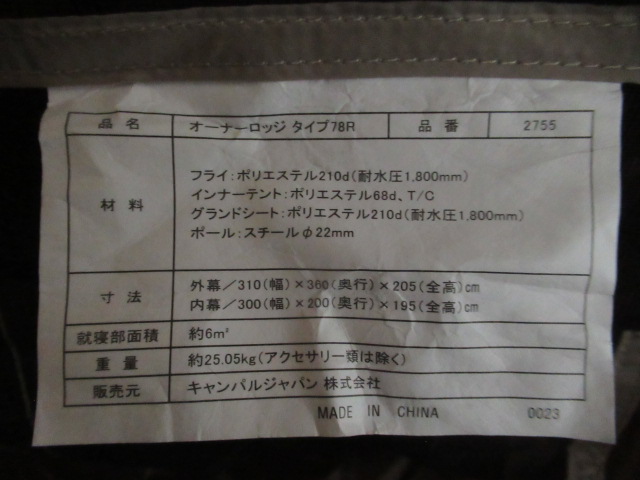 品名 オーナーロッジ タイプ78R 品番 2755
材料
フライ:ポリエステル210d(耐水圧1,800mm)
インナーテント:ポリエステル68d、T/C
グランドシート:ポリエステル210d(耐水圧1,800mm)
ポール:スチールφ22mm
寸法
外幕/310(幅)×360(奥行)×205(全高)cm
内幕/300(幅)×200(奥行)×195(全高)cm
就寝部面積 約6㎡
重量 約25.05kg(アクセサリー類は除く)
販売元 キャンパルジャパン 株式会社
MADE IN CHINA 0023